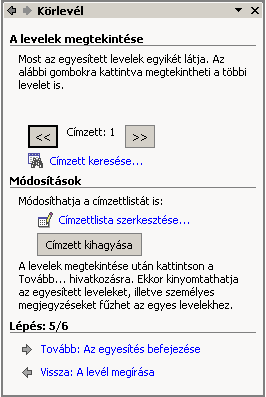 Körlevél
A levelek megtekintése
Most az egyesített levelek egyikét látja. Az
alábbi gombokra kattintva megtekintheti a többi
levelet is.
<< Címzett: 1 >>
Címzett keresése...
Módosítások
Módosíthatja a címzettlistát is:
Címzettlista szerkesztése...
Címzett kihagyása
A levelek megtekintése után kattintson a
Tovább... hivatkozásra. Ekkor kinyomtathatja
az egyesített leveleket, illetve személyes
megjegyzéseket fűzhet az egyes levelekhez.
Lépés: 5/6
Tovább: Az egyesítés befejezése
Vissza: A levél megírása